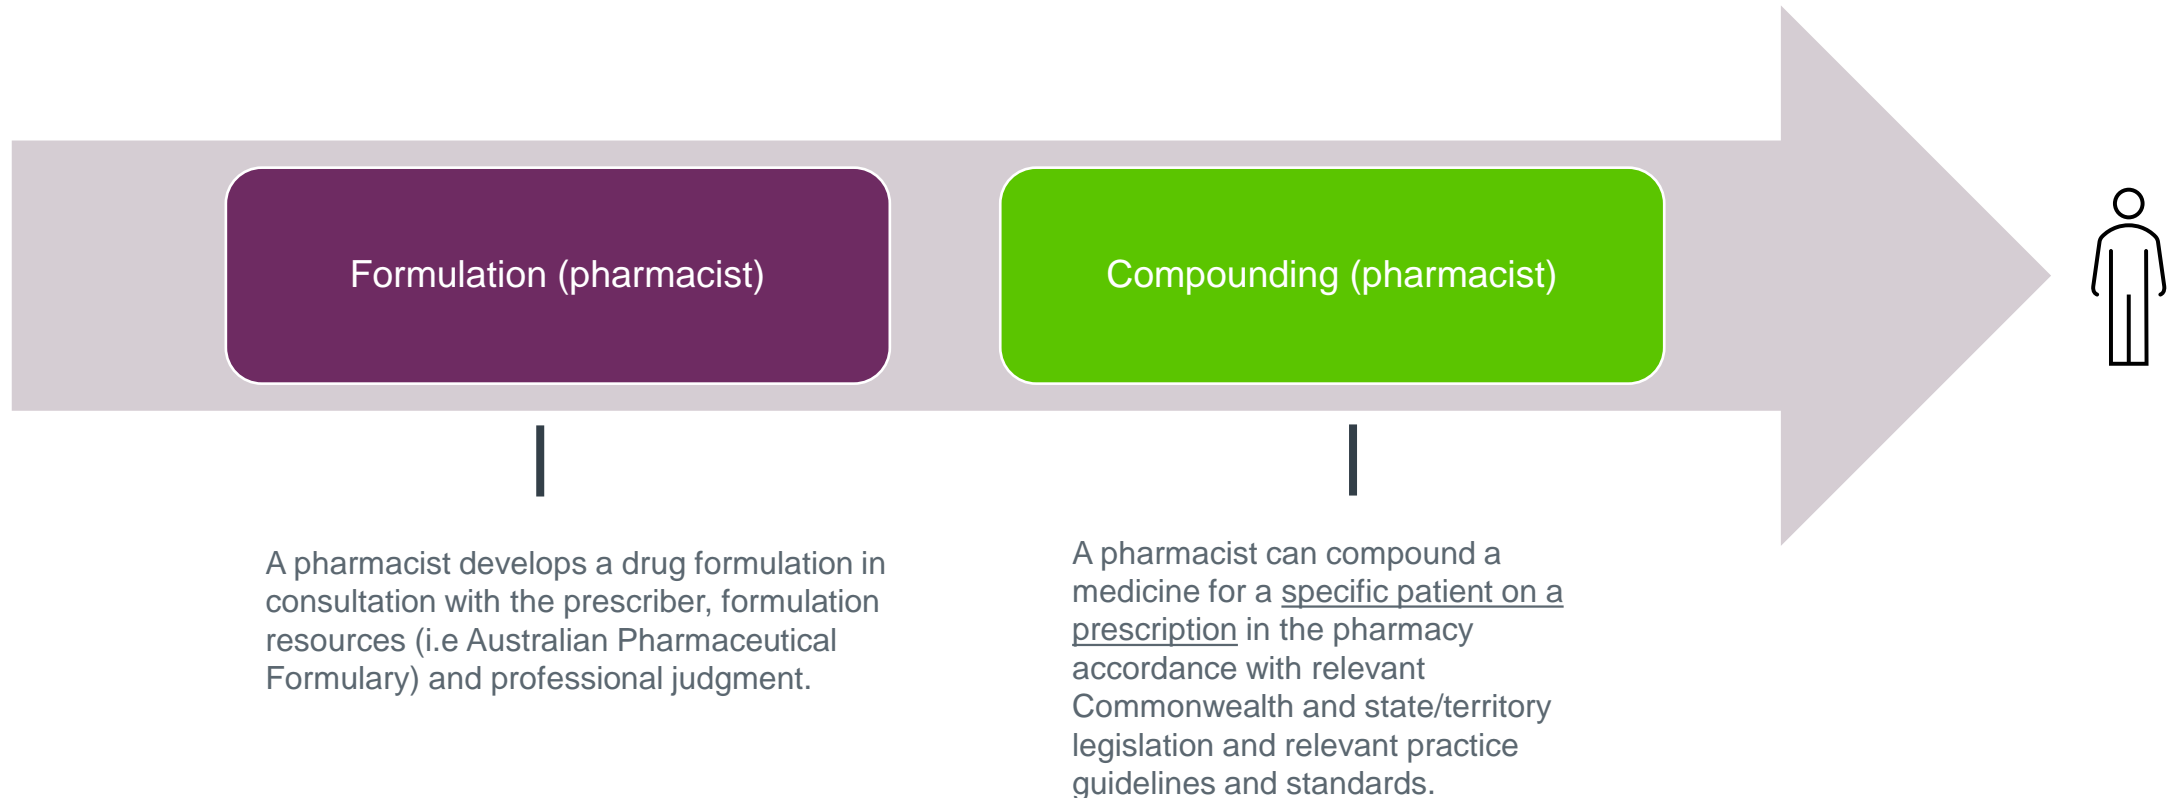 Formulation (pharmacist)
Compounding (pharmacist)
A pharmacist develops a drug formulation in
consultation with the prescriber, formulation
resources (i.e Australian Pharmaceutical
Formulary) and professional judgment.
A pharmacist can compound a
medicine for a specific patient on a
prescription in the pharmacy
accordance with relevant
Commonwealth and state/territory
legislation and relevant practice
guidelines and standards.